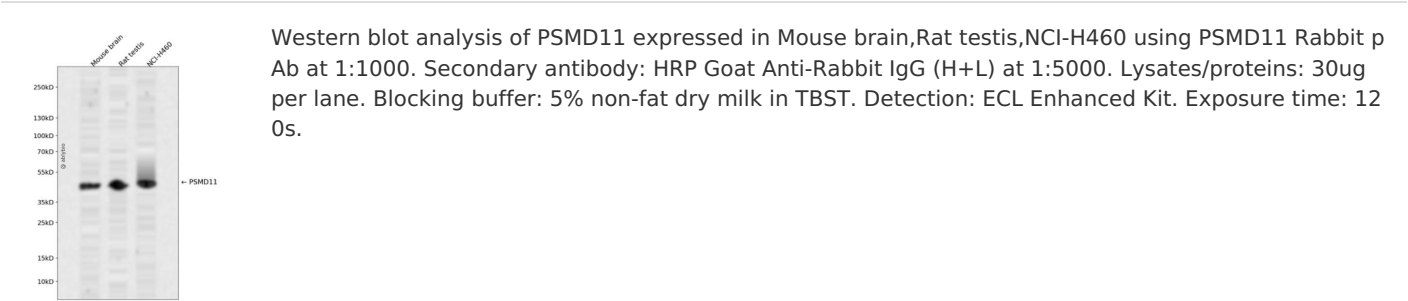 Mouse brain
Rat testis
NCI-H460
250kD
130kD
100kD
70kD
55kD
35kD
25kD
15kD
10kD
← PSMD11
Western blot analysis of PSMD11 expressed in Mouse brain,Rat testis,NCI-H460 using PSMD11 Rabbit p
Ab at 1:1000. Secondary antibody: HRP Goat Anti-Rabbit IgG (H+L) at 1:5000. Lysates/proteins: 30ug
per lane. Blocking buffer: 5% non-fat dry milk in TBST. Detection: ECL Enhanced Kit. Exposure time: 12
0s.